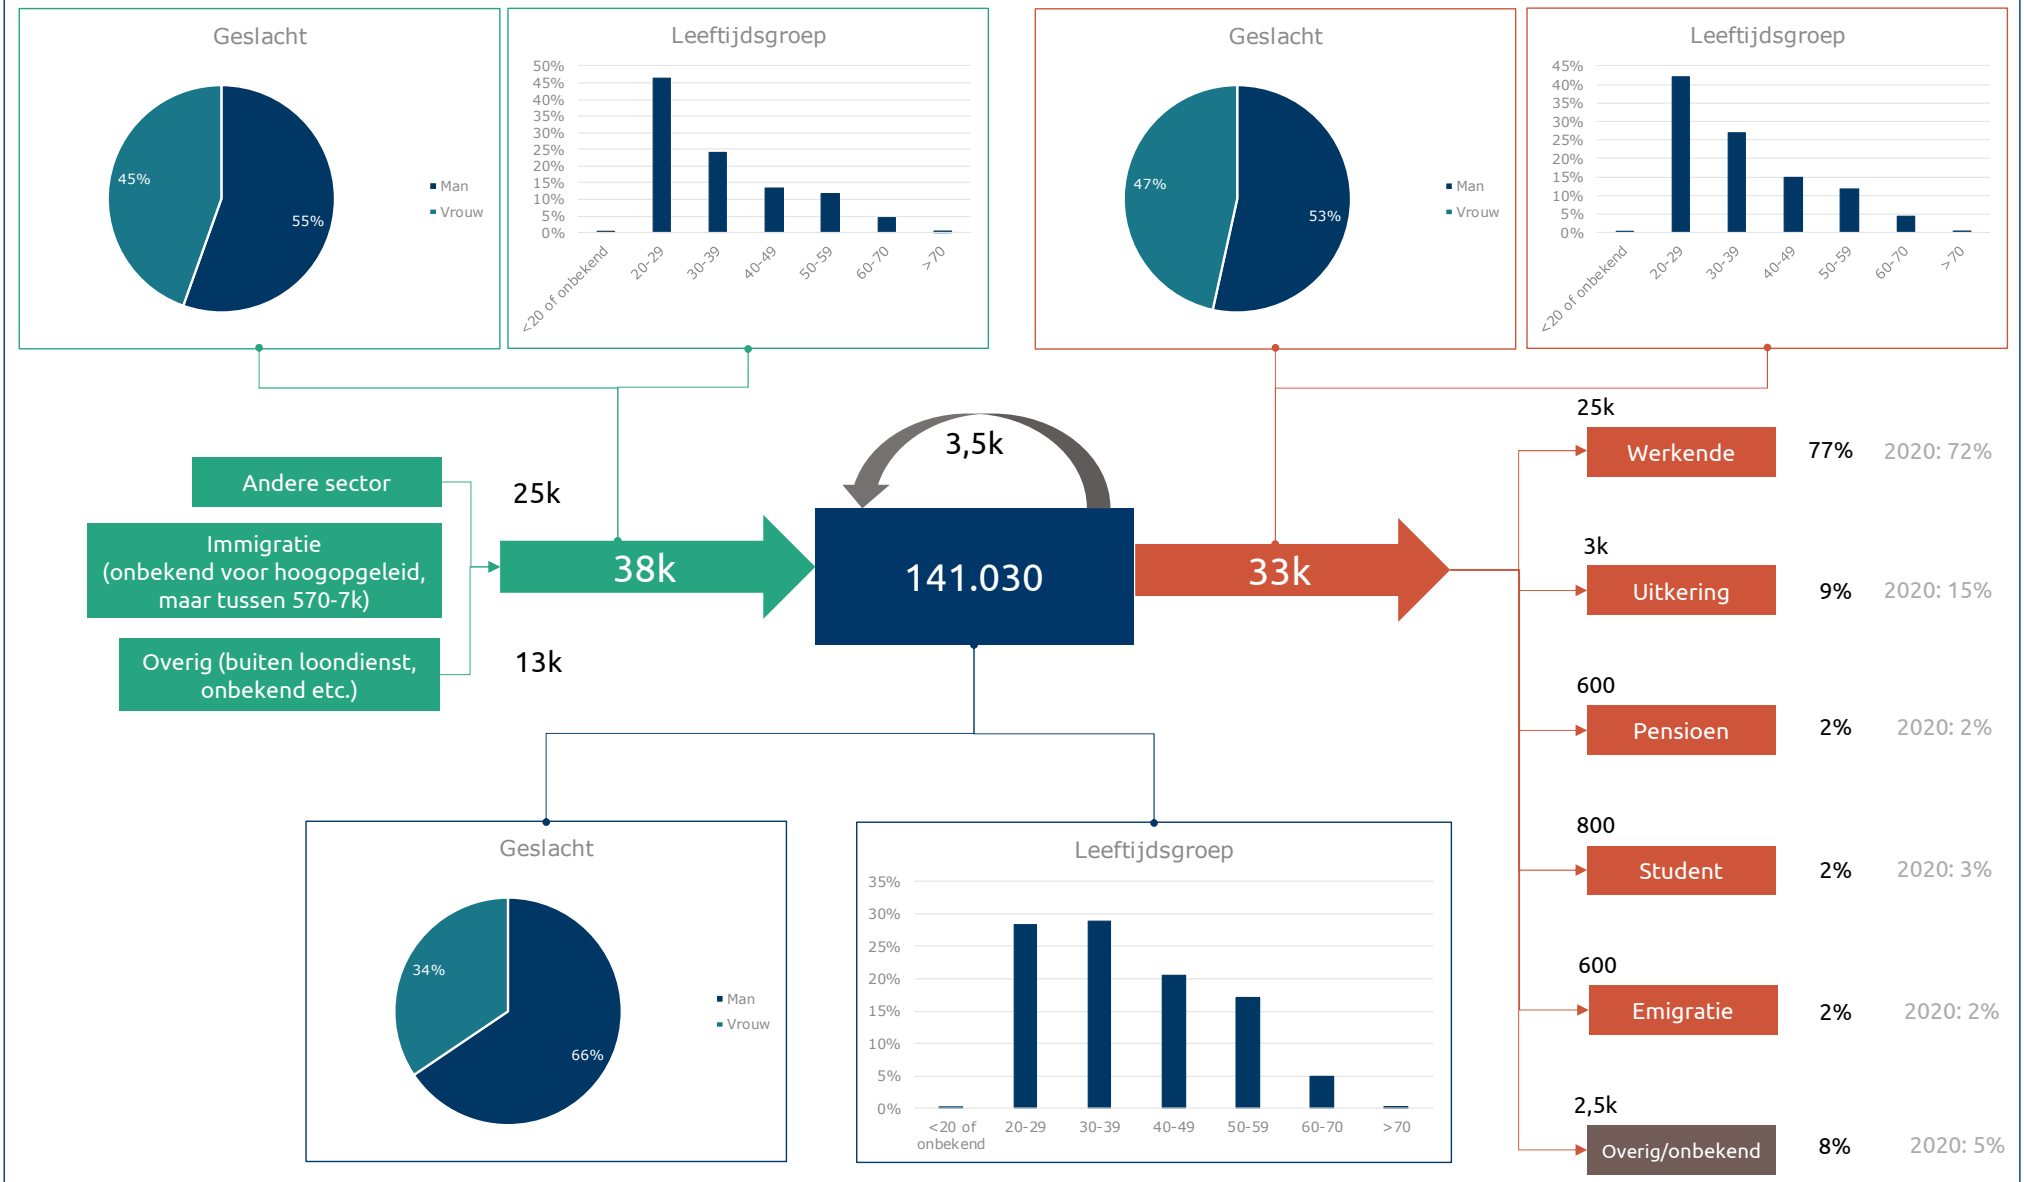 Geslacht
45%
55%
Man
Vrouw
Leeftijdsgroep
50%
45%
40%
35%
30%
25%
20%
15%
10%
5%
0%
<20 of onbekend
20-29
30-39
40-49
50-59
60-70
>70
Geslacht
47%
53%
Man
Vrouw
Leeftijdsgroep
45%
40%
35%
30%
25%
20%
15%
10%
5%
0%
<20 of onbekend
20-29
30-39
40-49
50-59
60-70
>70
Andere sector
Immigratie
(onbekend voor hoogopgeleid,
maar tussen 570-7k)
Overig (buiten loondienst,
onbekend etc.)
25k
13k
38k
3,5k
141.030
33k
25k
Werkende
77%
2020: 72%
3k
Uitkering
9%
2020: 15%
600
Pensioen
2%
2020: 2%
800
Student
2%
2020: 3%
600
Emigratie
2%
2020: 2%
2,5k
Overig/onbekend
8%
2020: 5%
Geslacht
34%
66%
Man
Vrouw
Leeftijdsgroep
35%
30%
25%
20%
15%
10%
5%
0%
<20 of
onbekend
20-29
30-39
40-49
50-59
60-70
>70